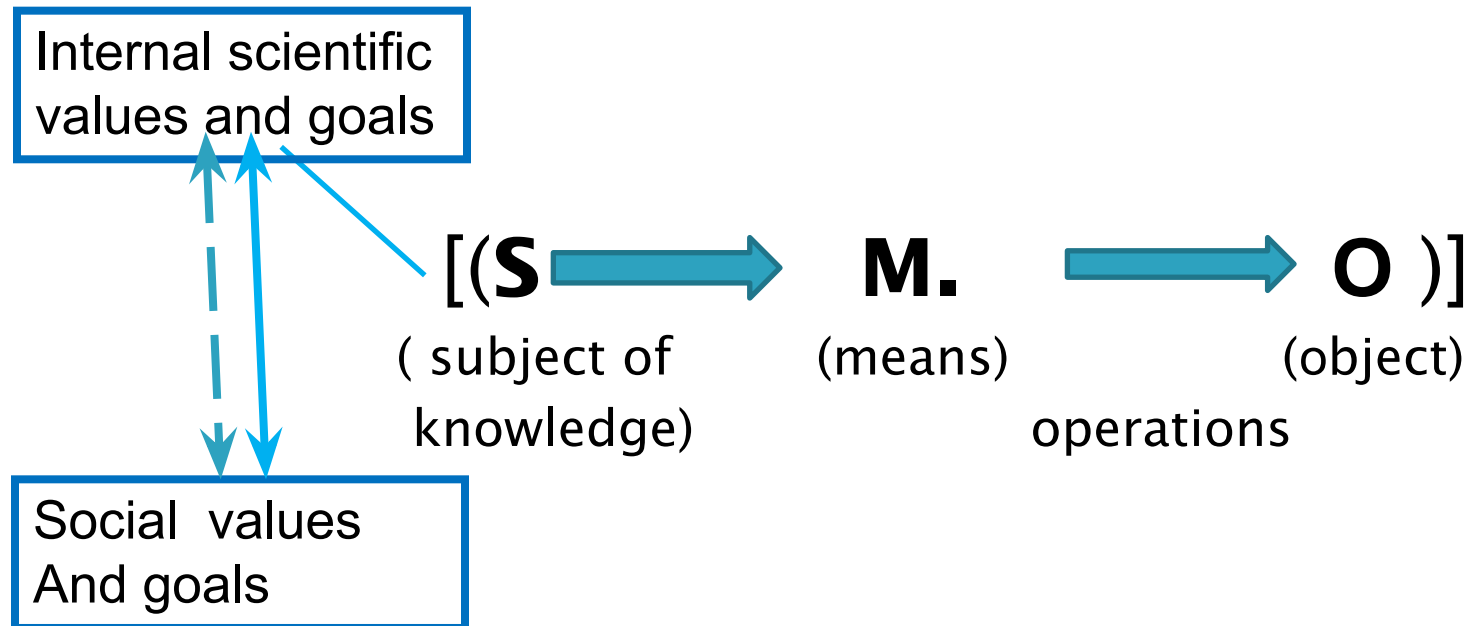 Internal scientific
values and goals
[(S M. O )]
( subject of (means) (object)
knowledge) operations
Social values
And goals